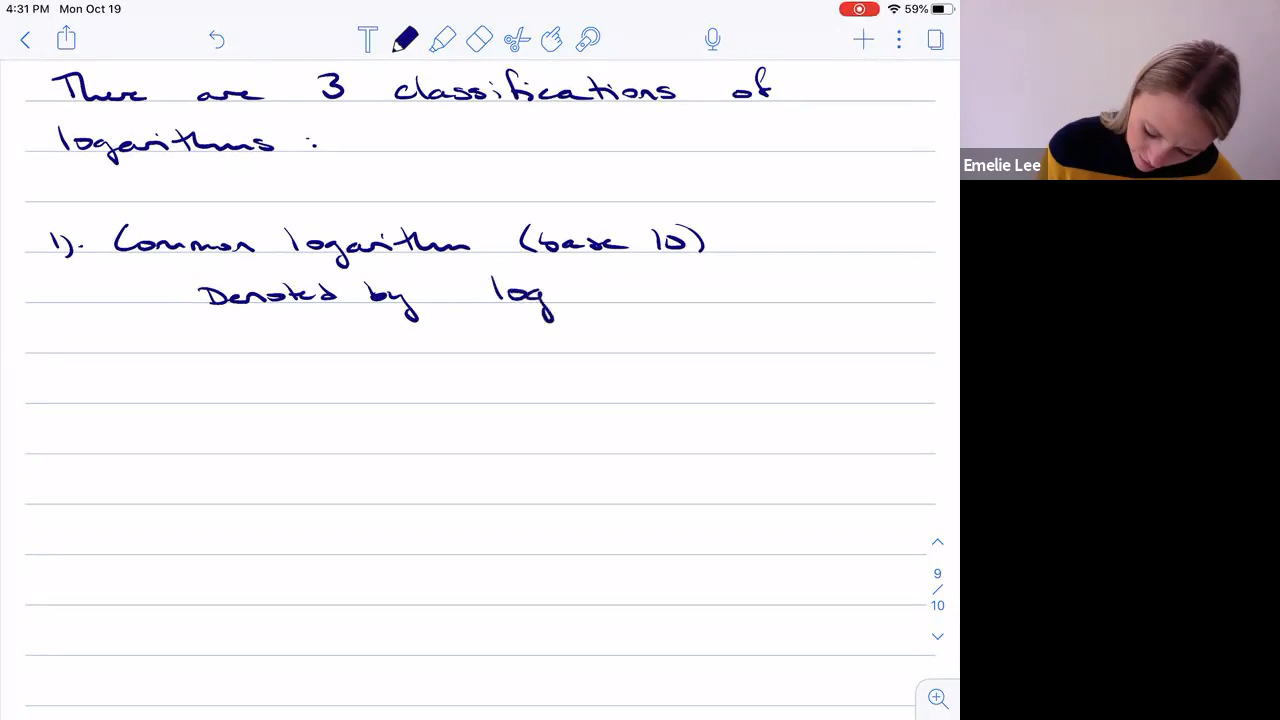 4:31 PM Mon Oct 19
59%
There are 3 classifications of
logarithms :
Emelie Lee
1). Common logarithm (base 10)
Denoted by log
9
/
10